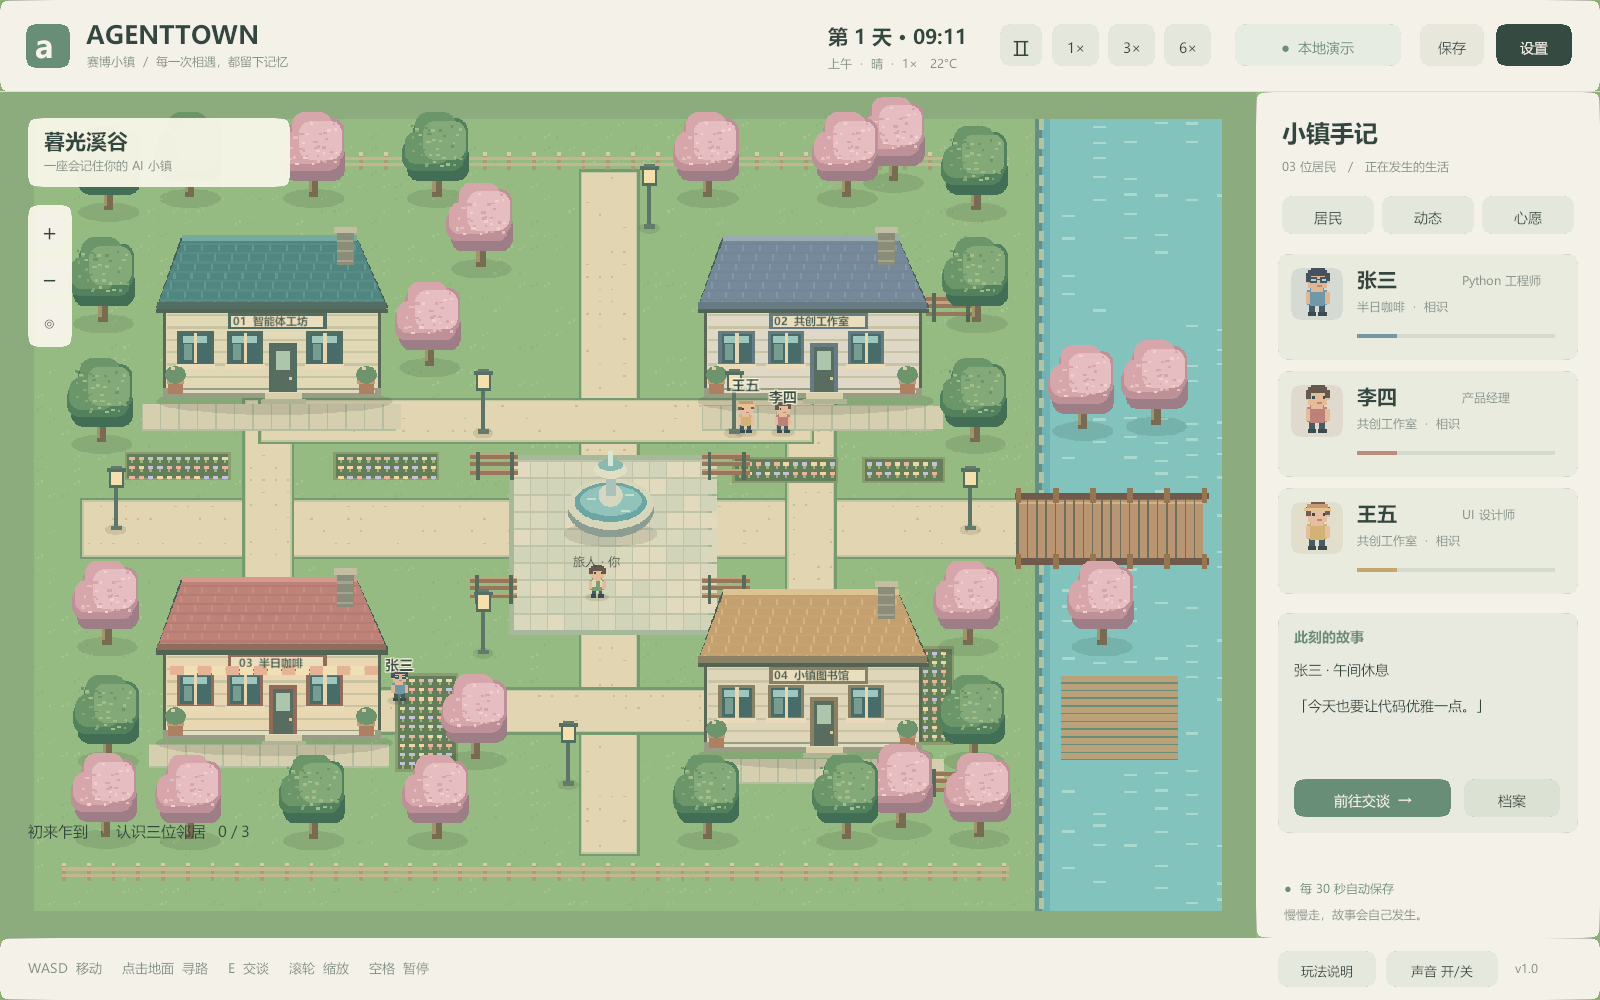 a
AGENTTOWN
赛博小镇 / 每一次相遇，都留下记忆
第 1 天 • 09:11
上午 · 晴 · 1× 22°C
1×
3×
6×
● 本地演示
保存
设置
暮光溪谷
一座会记住你的 AI 小镇
+
−
◎
01 智能体工坊
02 共创工作室
王五
李四
旅人 · 你
03 半日咖啡
张三
04 小镇图书馆
初来乍到 认识三位邻居 0 / 3
小镇手记
03 位居民 / 正在发生的生活
居民
动态
心愿
张三
Python 工程师
半日咖啡 · 相识
李四
产品经理
共创工作室 · 相识
王五
UI 设计师
共创工作室 · 相识
此刻的故事
张三 · 午间休息
「今天也要让代码优雅一点。」
前往交谈 →
档案
● 每 30 秒自动保存
慢慢走，故事会自己发生。
WASD 移动 点击地面 寻路 E 交谈 滚轮 缩放 空格 暂停
玩法说明
声音 开/关
v1.0